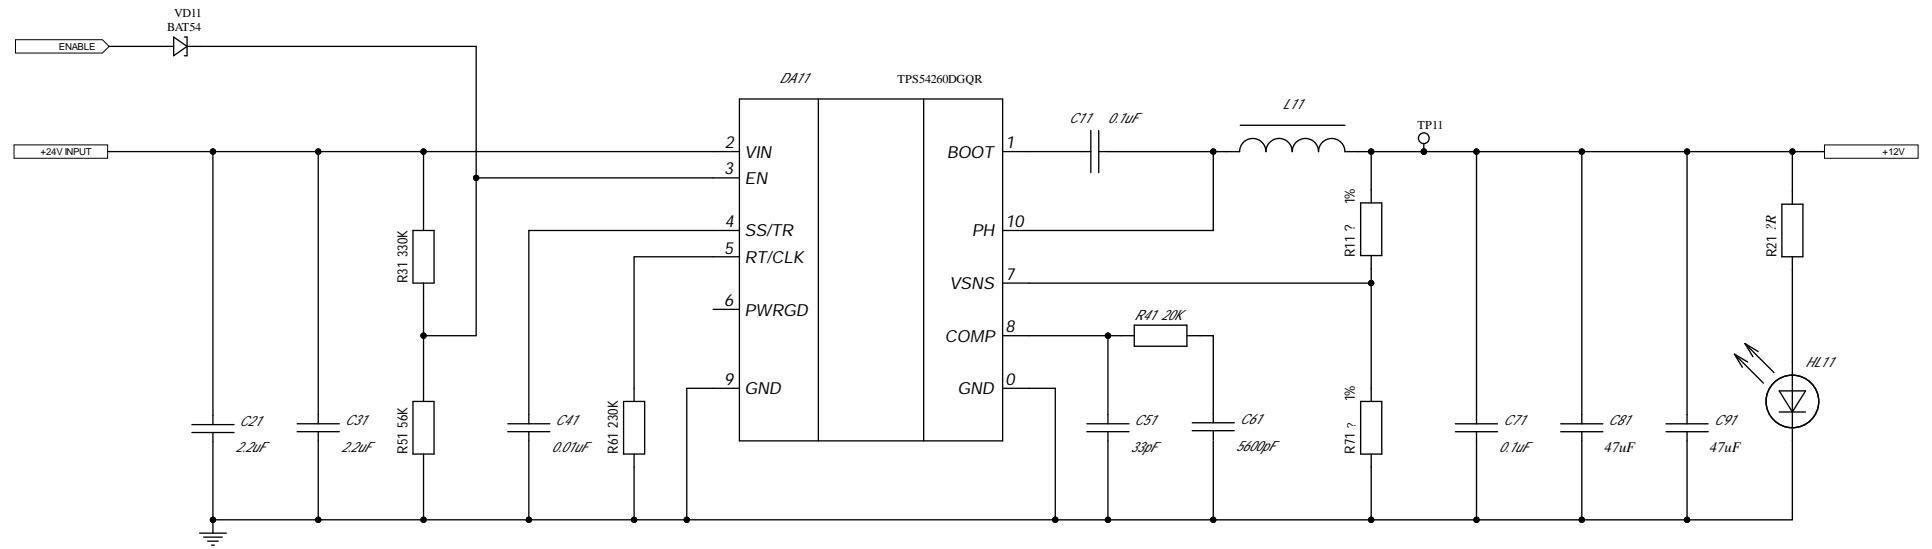 VD11
BAT54
ENABLE
DA11
TPS54260DGQR
L11
C11 0.1uF
TP11
+24V INPUT
+12V
2 VIN
3 EN
4 SS/TR
5 RT/CLK
6 PWRGD
9 GND
BOOT 1
PH 10
VSNS 7
COMP 8
GND 0
R31 330K
R51 56K
R61 230K
R11 ? 1%
R71 ? 1%
R21 ?R
R41 20K
HL11
C21
2.2uF
C31
2.2uF
C41
0.01uF
C51
33pF
C61
5600pF
C71
0.1uF
C81
47uF
C91
47uF